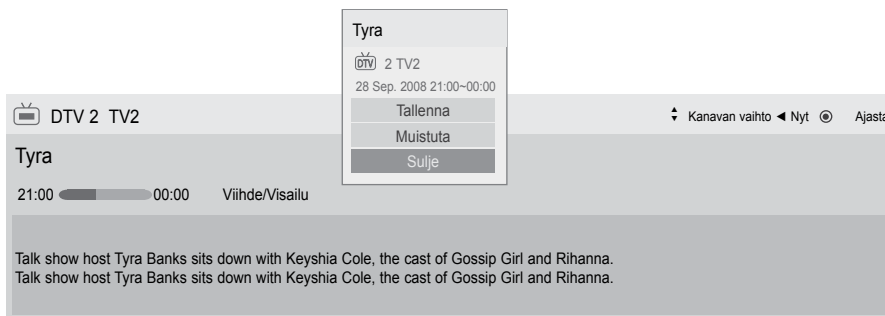 Tyra
DTV 2 TV2
28 Sep. 2008 21:00~00:00
Tallenna
Muistuta
Sulje
DTV 2 TV2
Kanavan vaihto ◄ Nyt ◉ Ajasta
Tyra
21:00 00:00 Viihde/Visailu
Talk show host Tyra Banks sits down with Keyshia Cole, the cast of Gossip Girl and Rihanna.
Talk show host Tyra Banks sits down with Keyshia Cole, the cast of Gossip Girl and Rihanna.